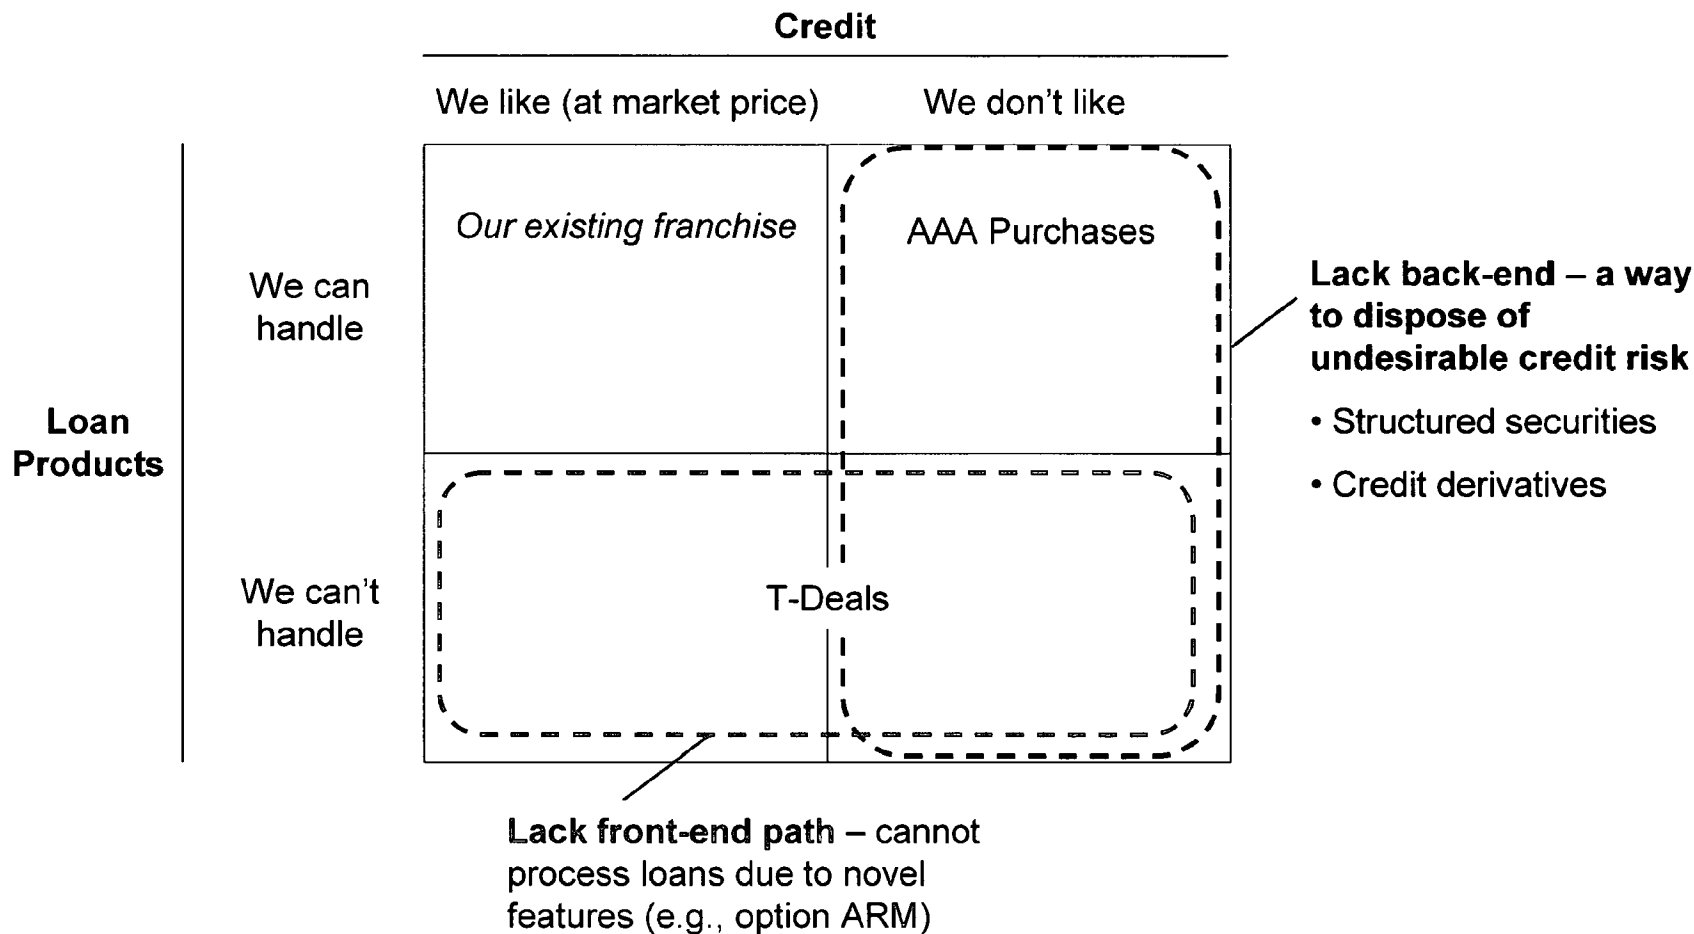 Credit
We like (at market price)
We don't like
Our existing franchise
AAA Purchases
We can
handle
Lack back-end – a way
to dispose of
undesirable credit risk
• Structured securities
• Credit derivatives
Loan
Products
We can't
handle
T-Deals
Lack front-end path – cannot
process loans due to novel
features (e.g., option ARM)